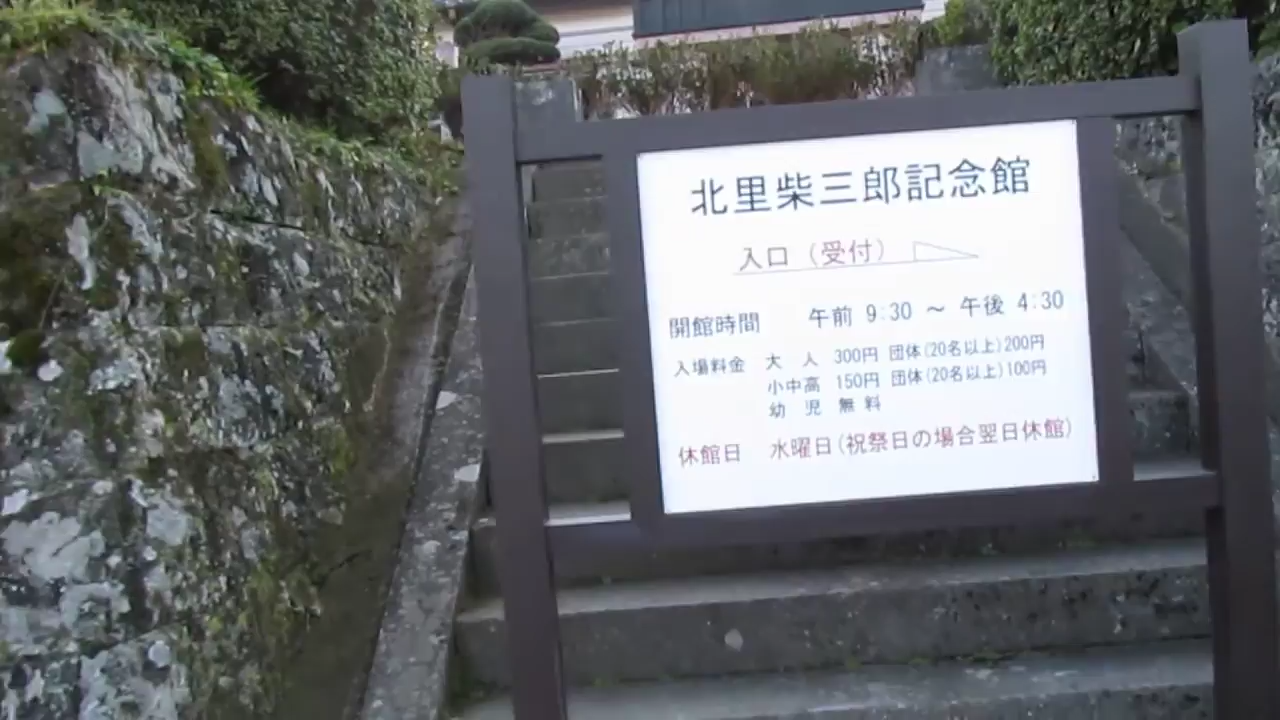 北里柴三郎記念館
入口（受付）
開館時間 午前 9:30 ～ 午後 4:30
入場料金 大 人 300円 団体(20名以上)200円
小中高 150円 団体(20名以上)100円
幼 児 無 料
休館日 水曜日(祝祭日の場合翌日休館)